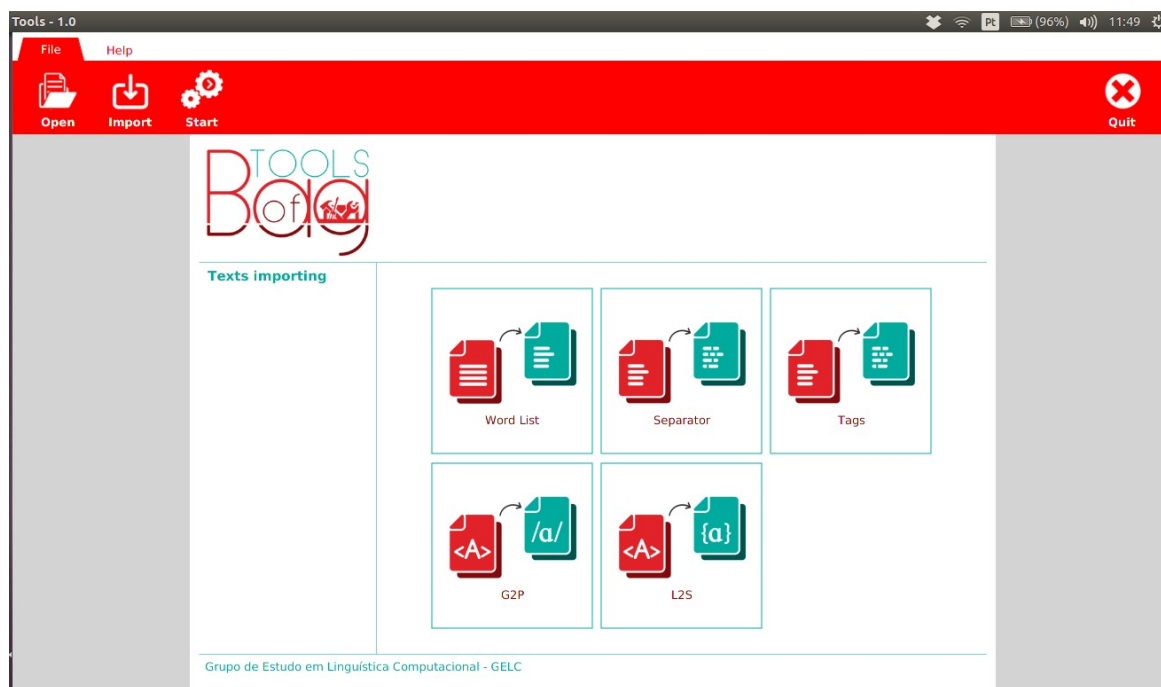 Tools - 1.0
Pt (96%) 11:49
File Help
Open Import Start Quit
Bag of TOOLS
Texts importing
Word List Separator Tags
<A> /ɑ/ <A> {ɑ}
G2P L2S
Grupo de Estudo em Linguística Computacional - GELC